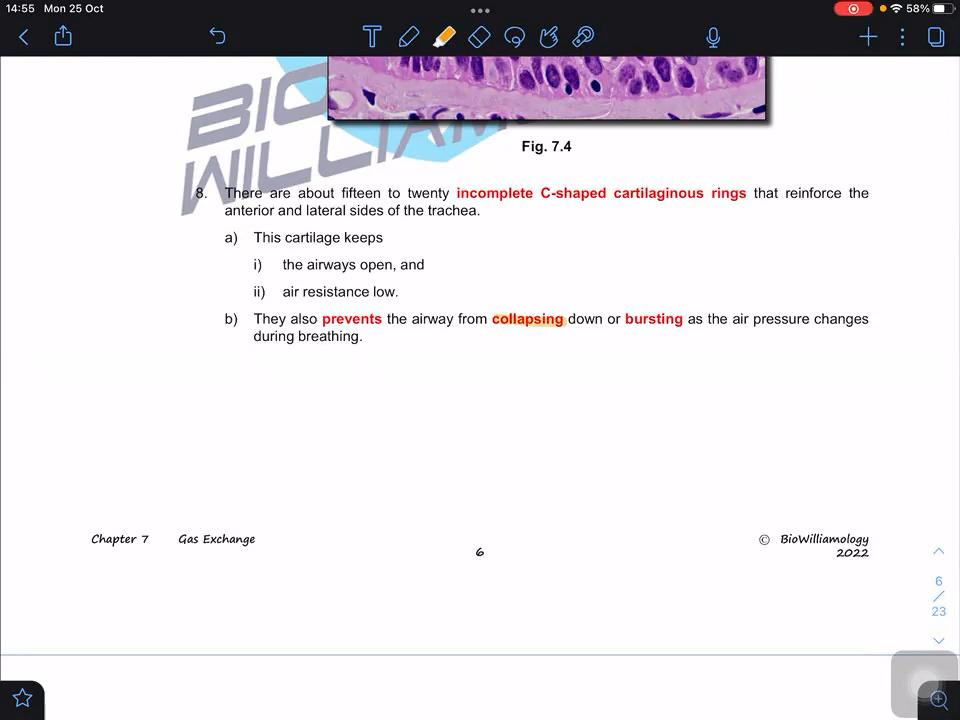 14:55 Mon 25 Oct
58%
BIO
WILLIAM
Fig. 7.4
8. There are about fifteen to twenty incomplete C-shaped cartilaginous rings that reinforce the
anterior and lateral sides of the trachea.
a) This cartilage keeps
i) the airways open, and
ii) air resistance low.
b) They also prevents the airway from collapsing down or bursting as the air pressure changes
during breathing.
Chapter 7 Gas Exchange
© BioWilliamology
6
2022
6
/
23